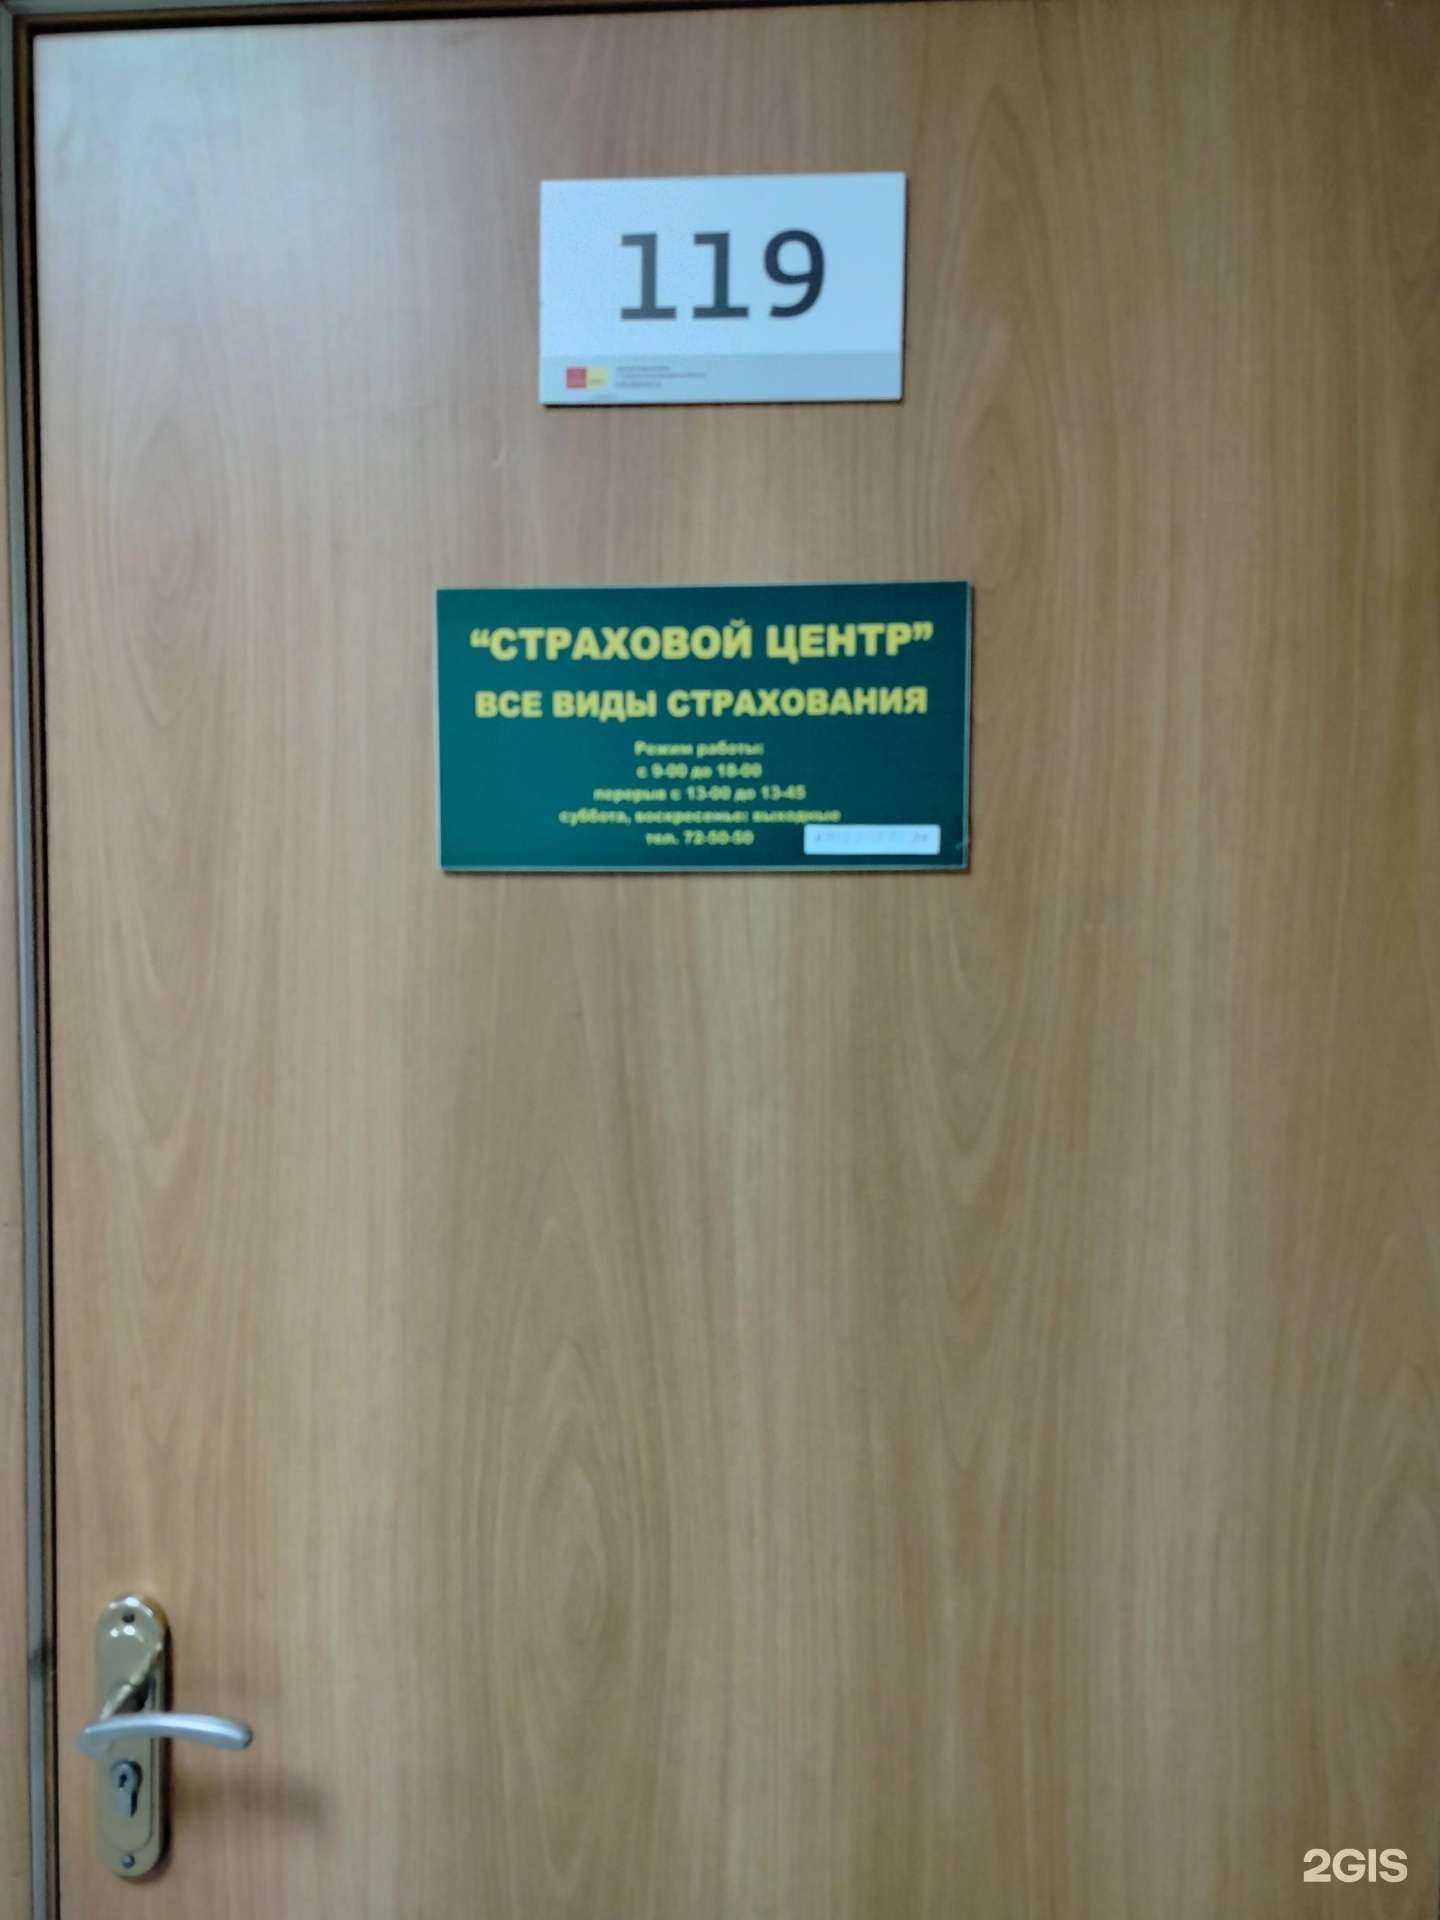 119
“СТРАХОВОЙ ЦЕНТР”
ВСЕ ВИДЫ СТРАХОВАНИЯ
Режим работы:
с 9-00 до 18-00
перерыв с 13-00 до 13-45
суббота, воскресенье: выходные
тел. 72-50-50
2GIS